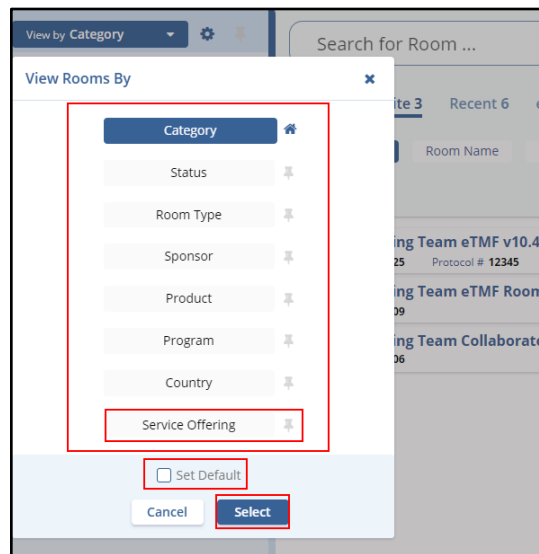 View by Category
Search for Room ...
View Rooms By
ite 3 Recent 6
Category
Room Name
Status
Room Type
Sponsor
ing Team eTMF v10.4
25 Protocol # 12345
Product
ing Team eTMF Room
09
Program
ing Team Collaborat
06
Country
Service Offering
Set Default
Cancel Select